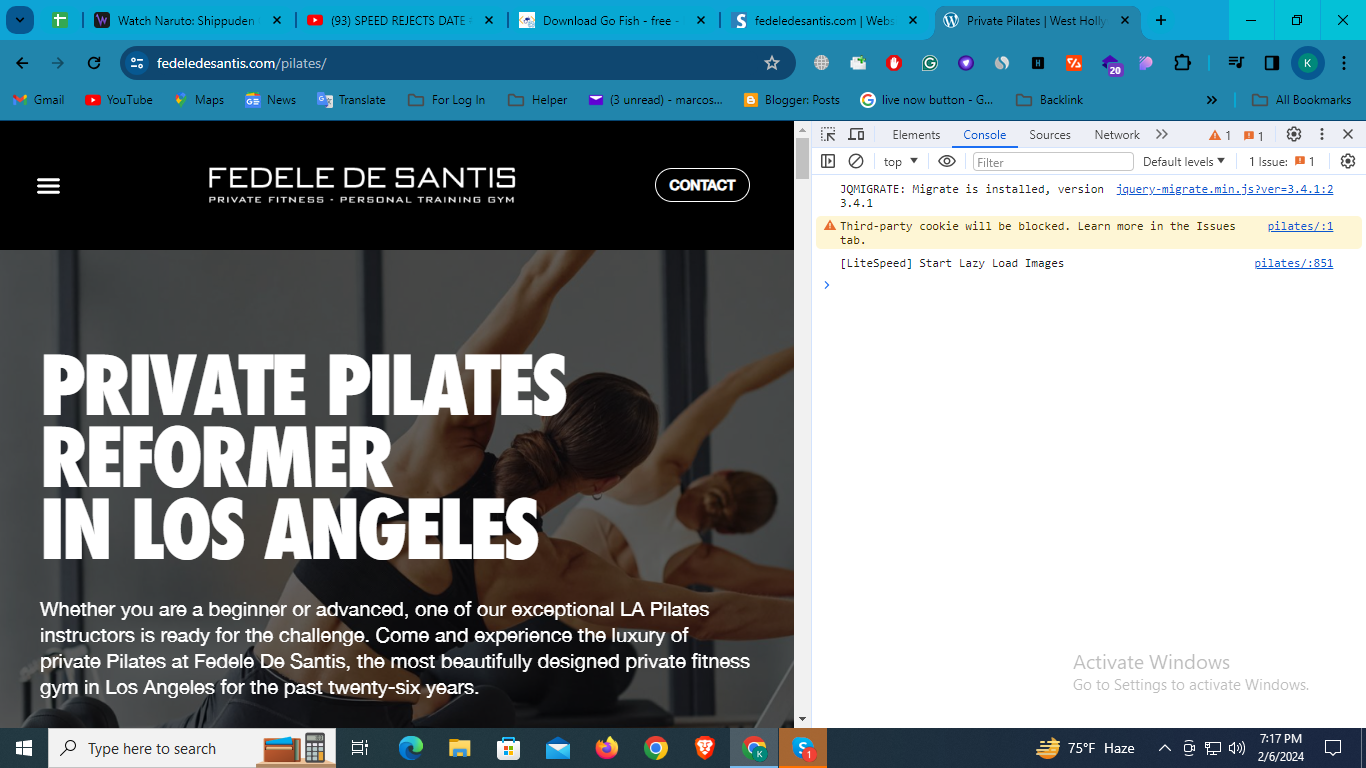 Watch Naruto: Shippuden
(93) SPEED REJECTS DATE
Download Go Fish - free -
fedeledesantis.com | Webs
Private Pilates | West Holly
fedeledesantis.com/pilates/
20
K
Gmail
YouTube
Maps
News
Translate
For Log In
Helper
(3 unread) - marcos...
Blogger: Posts
live now button - G...
Backlink
»
All Bookmarks
FEDELE DE SANTIS
PRIVATE FITNESS - PERSONAL TRAINING GYM
CONTACT
PRIVATE PILATES
REFORMER
IN LOS ANGELES
Whether you are a beginner or advanced, one of our exceptional LA Pilates
instructors is ready for the challenge. Come and experience the luxury of
private Pilates at Fedele De Santis, the most beautifully designed private fitness
gym in Los Angeles for the past twenty-six years.
Elements Console Sources Network 1 1
top Filter Default levels 1 Issue: 1
JQMIGRATE: Migrate is installed, version jquery-migrate.min.js?ver=3.4.1:2
3.4.1
Third-party cookie will be blocked. Learn more in the Issues pilates/:1
tab.
[LiteSpeed] Start Lazy Load Images pilates/:851
Activate Windows
Go to Settings to activate Windows.
Type here to search
K
1
75°F Haze
7:17 PM
2/6/2024